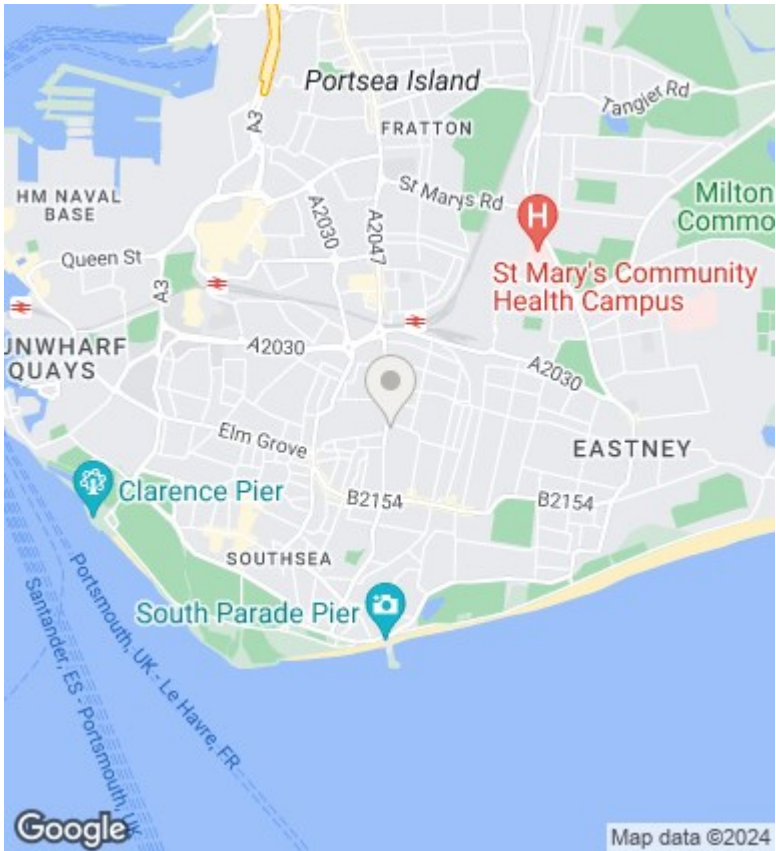 Portsea Island
Tangier Rd
FRATTON
A3
HM NAVAL
BASE
St Marys Rd
Milton
Commo
A2030
A2047
H
Queen St
St Mary's Community
Health Campus
A3
UNWHARF
QUAYS
A2030
A2030
Elm Grove
EASTNEY
Clarence Pier
B2154
B2154
SOUTHSEA
South Parade Pier
Portsmouth, UK - Le Havre, FR
Santander, ES - Portsmouth, UK
Google
Map data ©2024